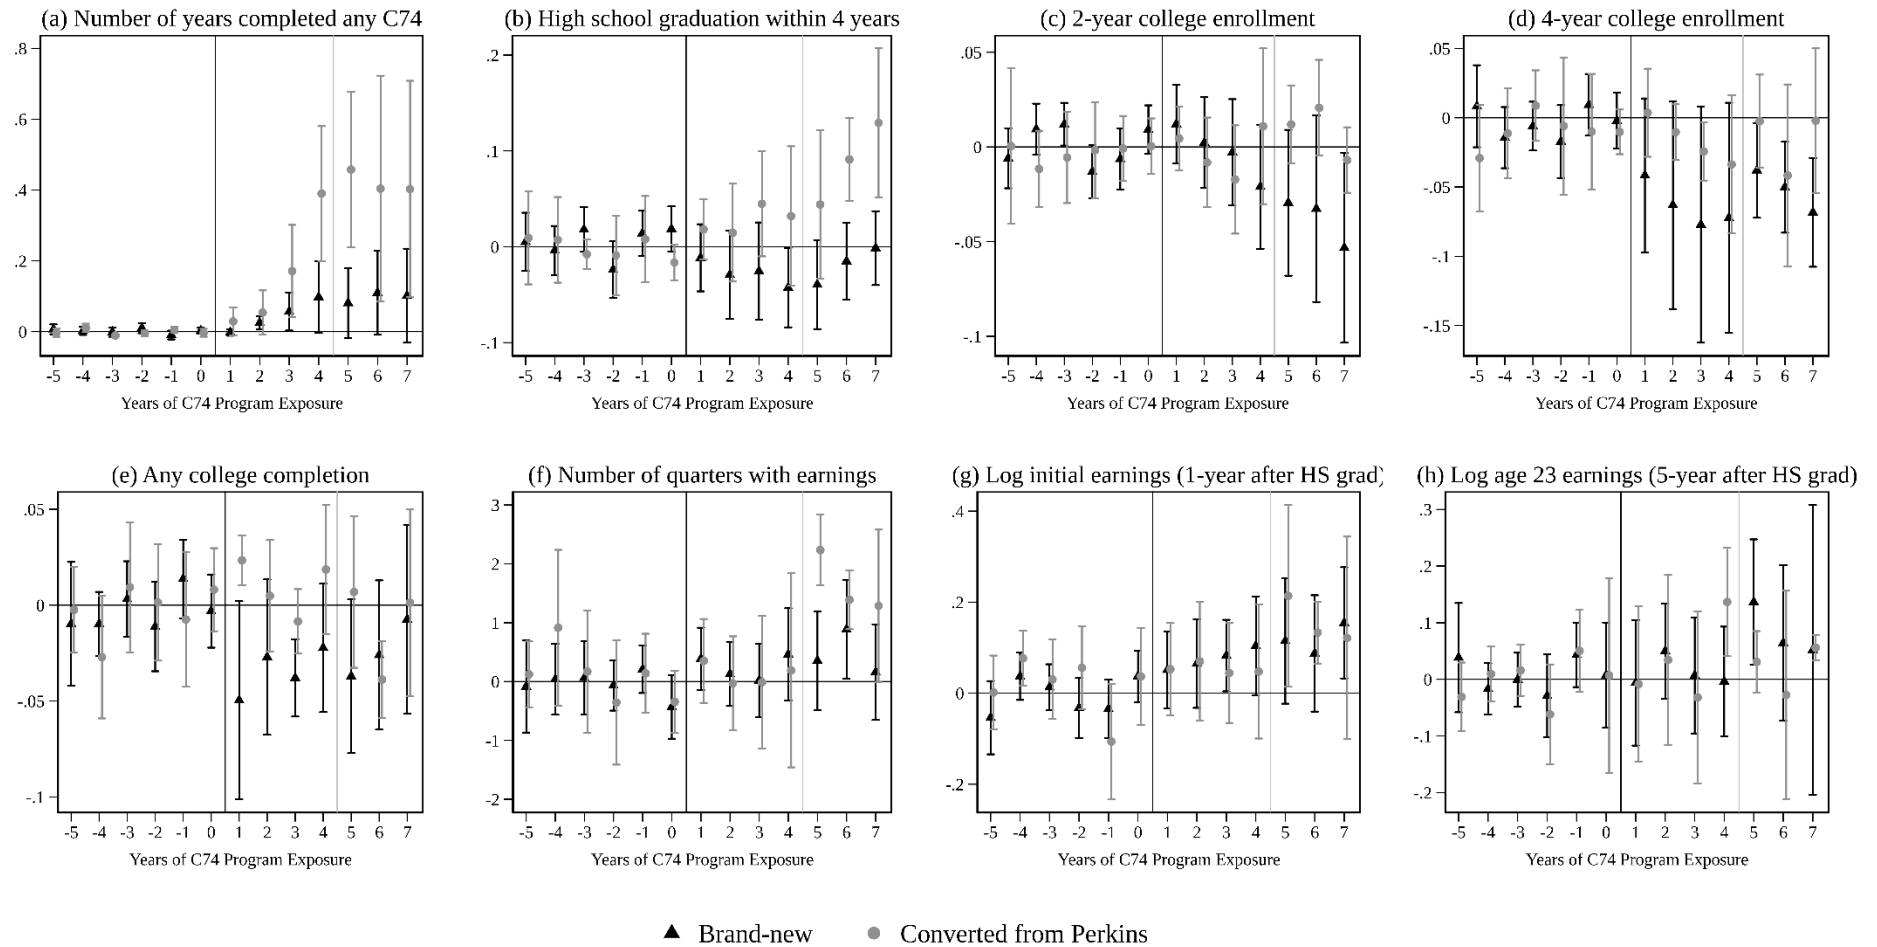 (a) Number of years completed any C74
.8
.6
.4
.2
0
-5 -4 -3 -2 -1 0 1 2 3 4 5 6 7
Years of C74 Program Exposure
(b) High school graduation within 4 years
.2
.1
0
-.1
-5 -4 -3 -2 -1 0 1 2 3 4 5 6 7
Years of C74 Program Exposure
(c) 2-year college enrollment
.05
0
-.05
-.1
-5 -4 -3 -2 -1 0 1 2 3 4 5 6 7
Years of C74 Program Exposure
(d) 4-year college enrollment
.05
0
-.05
-.1
-.15
-5 -4 -3 -2 -1 0 1 2 3 4 5 6 7
Years of C74 Program Exposure
(e) Any college completion
.05
0
-.05
-.1
-5 -4 -3 -2 -1 0 1 2 3 4 5 6 7
Years of C74 Program Exposure
(f) Number of quarters with earnings
3
2
1
0
-1
-2
-5 -4 -3 -2 -1 0 1 2 3 4 5 6 7
Years of C74 Program Exposure
(g) Log initial earnings (1-year after HS grad)
.4
.2
0
-.2
-5 -4 -3 -2 -1 0 1 2 3 4 5 6 7
Years of C74 Program Exposure
(h) Log age 23 earnings (5-year after HS grad)
.3
.2
.1
0
-.1
-.2
-5 -4 -3 -2 -1 0 1 2 3 4 5 6 7
Years of C74 Program Exposure
Brand-new
Converted from Perkins